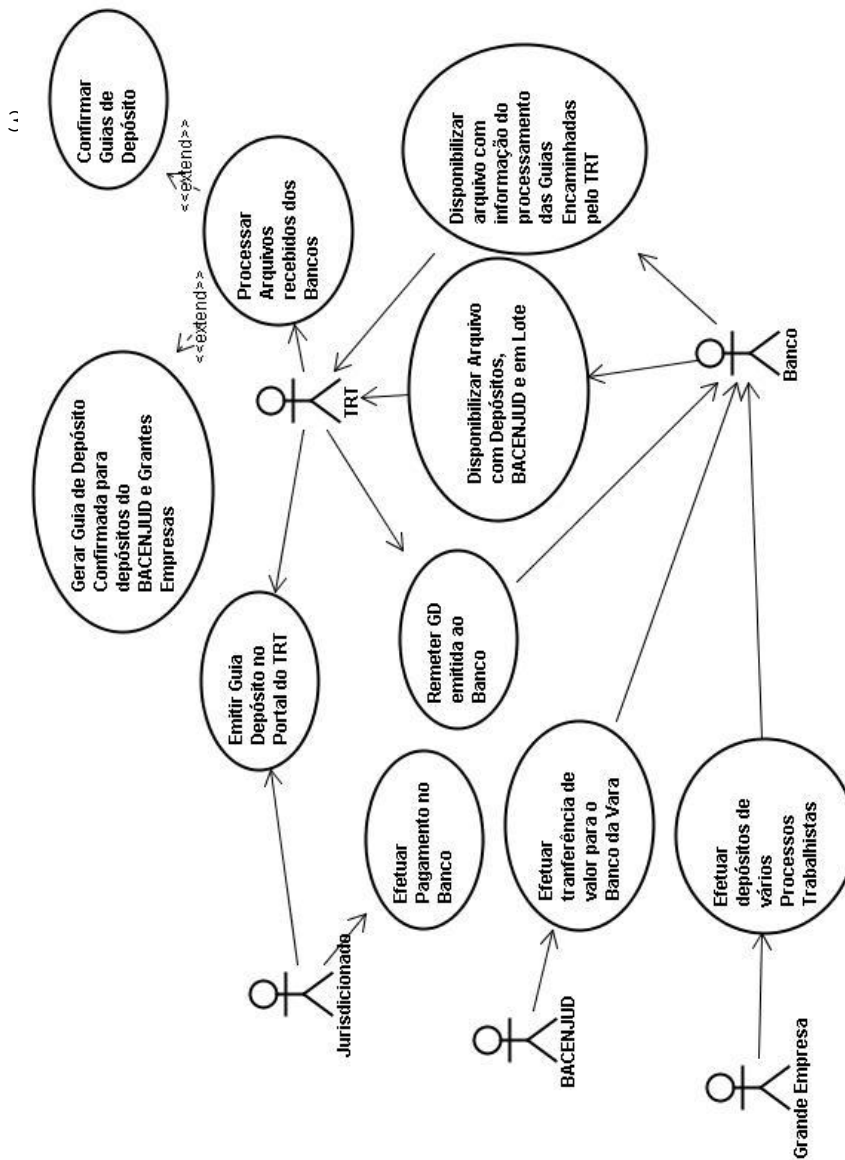 Jurisdicionado
BACENJUD
Grande Empresa
Emitir Guia
Depósito no
Portal do TRT
Efetuar
Pagamento no
Banco
Efetuar
tranferência de
valor para o
Banco da Vara
Efetuar
depósitos de
vários
Processos
Trabalhistas
Gerar Guia de Depósito
Confirmada para
depósitos do
BACENJUD e Grantes
Empresas
Remeter GD
emitida ao
Banco
TRT
<<extend>>
<<extend>>
Processar
Arquivos
recebidos dos
Bancos
Confirmar
Guias de
Depósito
Disponibilizar Arquivo
com Depósitos,
BACENJUD e em Lote
Disponibilizar
arquivo com
informação do
processamento
das Guias
Encaminhadas
pelo TRT
Banco